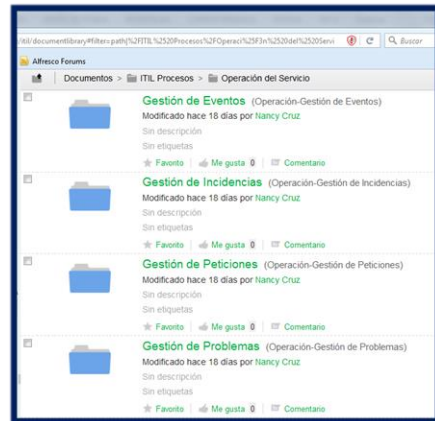 /itil/documentlibrary#filter=path|%2FITIL%2520Procesos%2FOperaci%25F3n%2520del%2520Servi
Buscar
Alfresco Forums
Documentos > ITIL Procesos > Operación del Servicio
Gestión de Eventos (Operación-Gestión de Eventos)
Modificado hace 18 días por Nancy Cruz
Sin descripción
Sin etiquetas
Favorito Me gusta 0 Comentario
Gestión de Incidencias (Operación-Gestión de Incidencias)
Modificado hace 18 días por Nancy Cruz
Sin descripción
Sin etiquetas
Favorito Me gusta 0 Comentario
Gestión de Peticiones (Operación-Gestión de Peticiones)
Modificado hace 18 días por Nancy Cruz
Sin descripción
Sin etiquetas
Favorito Me gusta 0 Comentario
Gestión de Problemas (Operación-Gestión de Problemas)
Modificado hace 18 días por Nancy Cruz
Sin descripción
Sin etiquetas
Favorito Me gusta 0 Comentario